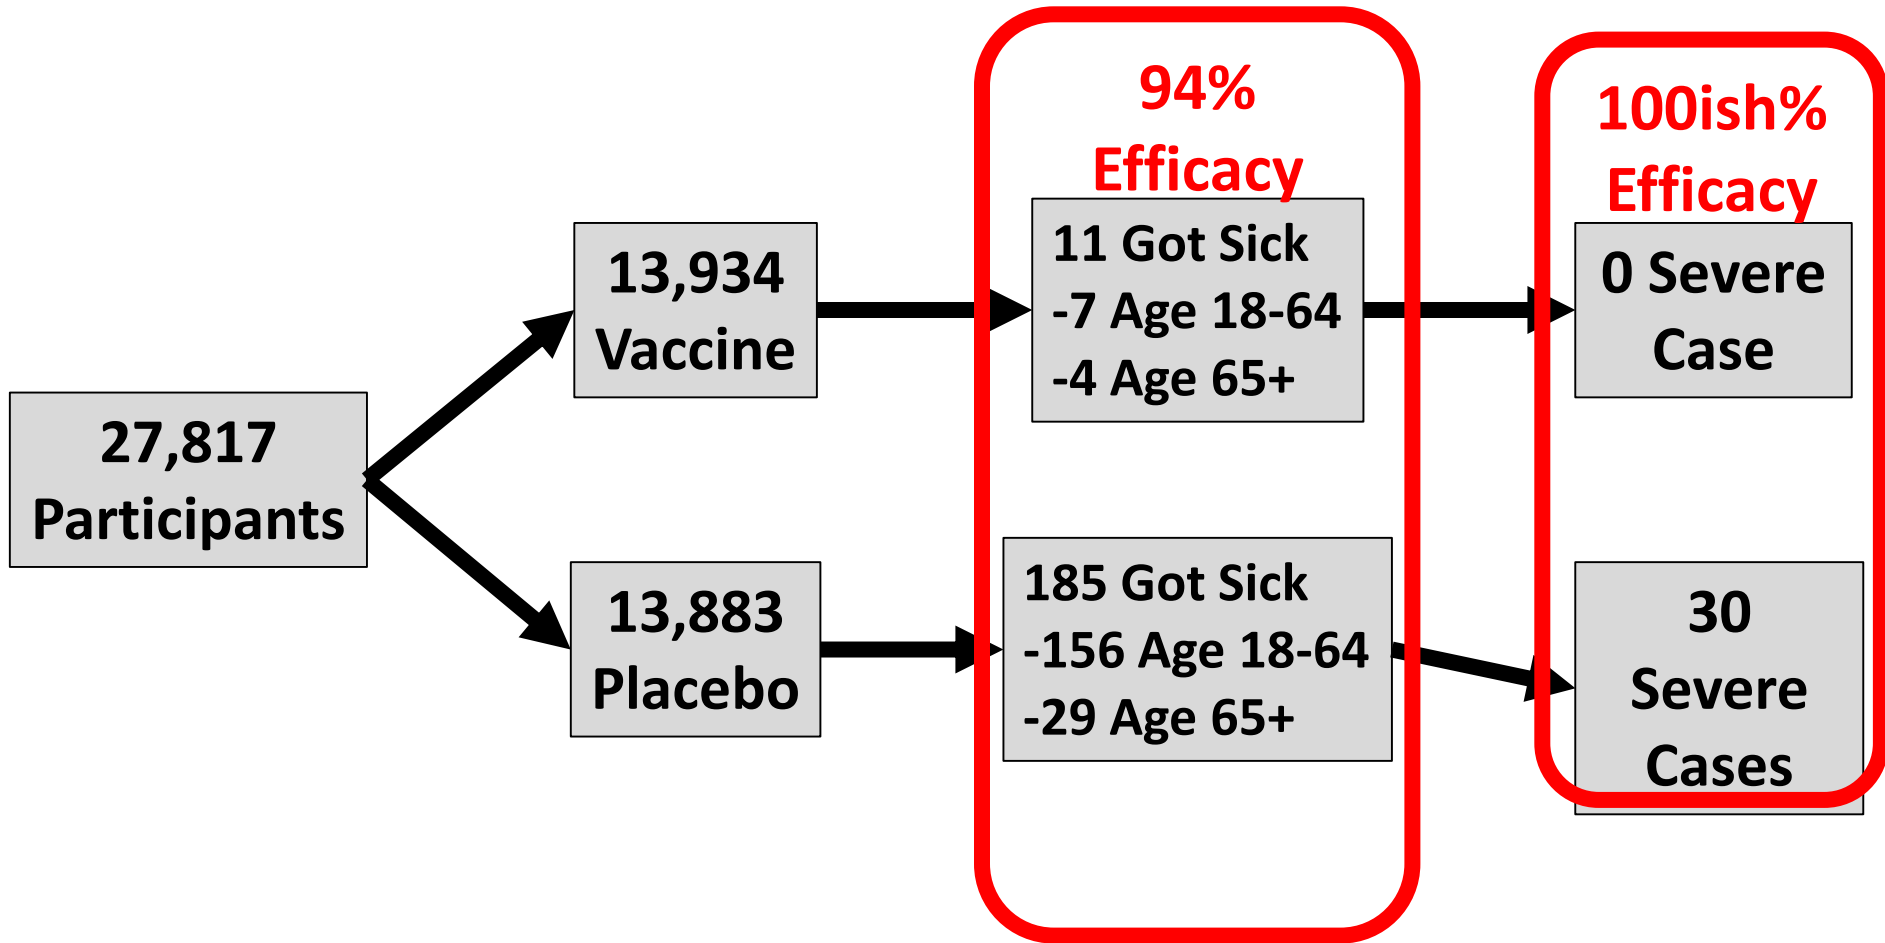 27,817
Participants
13,934
Vaccine
13,883
Placebo
94%
Efficacy
11 Got Sick
-7 Age 18-64
-4 Age 65+
185 Got Sick
-156 Age 18-64
-29 Age 65+
100ish%
Efficacy
0 Severe
Case
30
Severe
Cases